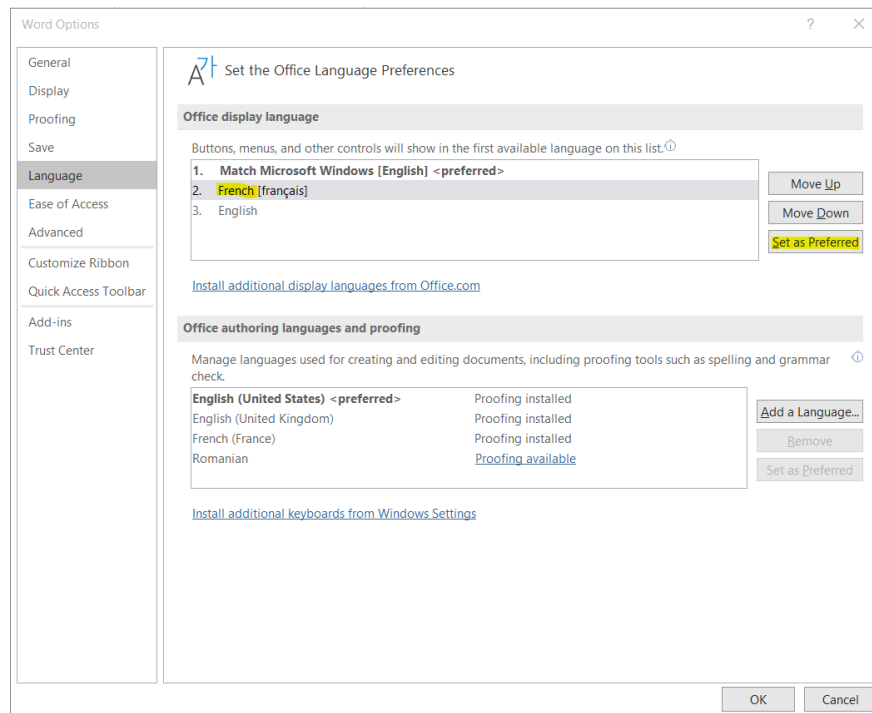 Word Options
?
×
General
Display
Proofing
Save
Language
Ease of Access
Advanced
Customize Ribbon
Quick Access Toolbar
Add-ins
Trust Center
Set the Office Language Preferences
Office display language
Buttons, menus, and other controls will show in the first available language on this list.
1. Match Microsoft Windows [English] <preferred>
2. French [français]
3. English
Move Up
Move Down
Set as Preferred
Install additional display languages from Office.com
Office authoring languages and proofing
Manage languages used for creating and editing documents, including proofing tools such as spelling and grammar
check.
English (United States) <preferred> Proofing installed
English (United Kingdom) Proofing installed
French (France) Proofing installed
Romanian Proofing available
Add a Language...
Remove
Set as Preferred
Install additional keyboards from Windows Settings
OK
Cancel